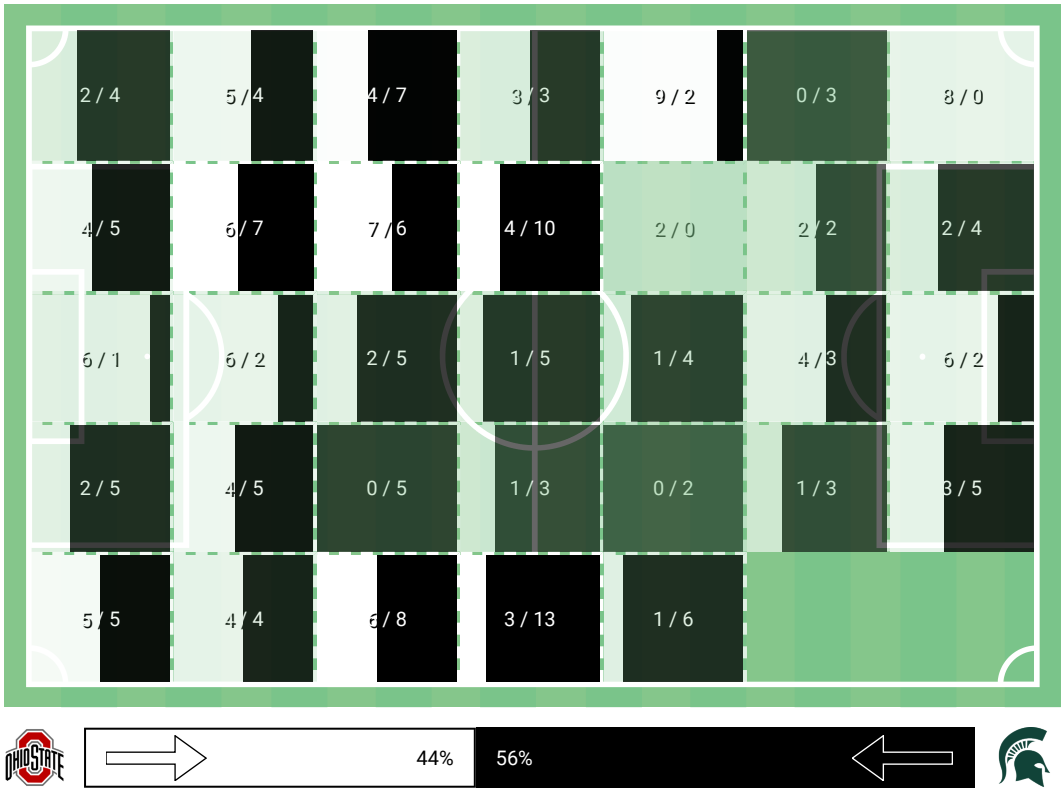 2 / 4 5 / 4 4 / 7 3 / 3 9 / 2 0 / 3 8 / 0
4 / 5 6 / 7 7 / 6 4 / 10 2 / 0 2 / 2 2 / 4
6 / 1 6 / 2 2 / 5 1 / 5 1 / 4 4 / 3 6 / 2
2 / 5 4 / 5 0 / 5 1 / 3 0 / 2 1 / 3 3 / 5
5 / 5 4 / 4 6 / 8 3 / 13 1 / 6
OHIO STATE 44% 56%